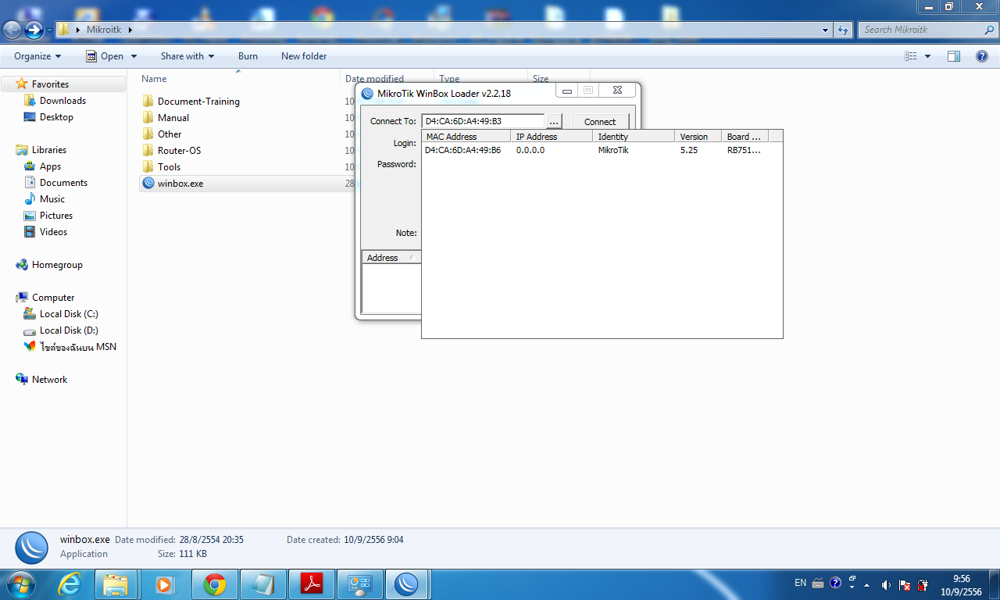 Mikroitk
Search Mikroitk
Organize Open Share with Burn New folder
Favorites
Downloads
Desktop
Libraries
Apps
Documents
Music
Pictures
Videos
Homegroup
Computer
Local Disk (C:)
Local Disk (D:)
ไซต์ของฉันบน MSN
Network
Name Date modified Type Size
Document-Training 10
Manual 10
Other 10
Router-OS 10
Tools 10
winbox.exe 28
MikroTik WinBox Loader v2.2.18
Connect To: D4:CA:6D:A4:49:B3 ... Connect
Login:
Password:
Note:
Address
MAC Address IP Address Identity Version Board ...
D4:CA:6D:A4:49:B6 0.0.0.0 MikroTik 5.25 RB751...
winbox.exe Date modified: 28/8/2554 20:35 Date created: 10/9/2556 9:04
Application Size: 111 KB
EN
9:56
10/9/2556